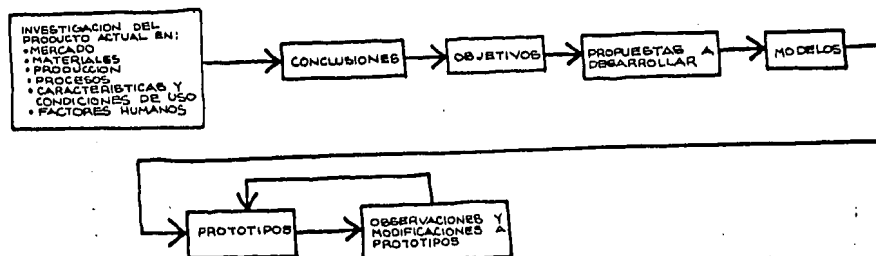 INVESTIGACION DEL
PRODUCTO ACTUAL EN:
•MERCADO
•MATERIALES
•PRODUCCION
•PROCESOS
•CARACTERISTICAS Y
CONDICIONES DE USO
•FACTORES HUMANOS
CONCLUSIONES
OBJETIVOS
PROPUESTAS A
DESARROLLAR
MODELOS
PROTOTIPOS
OBSERVACIONES Y
MODIFICACIONES A
PROTOTIPOS